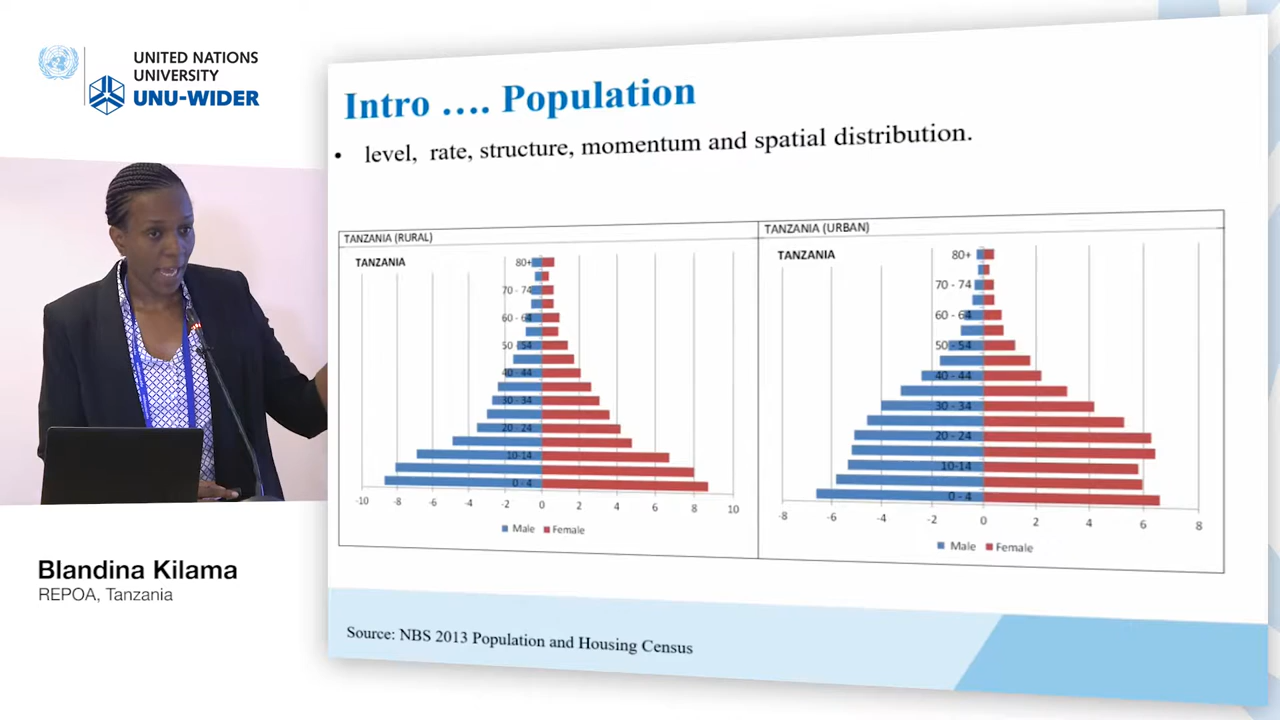 UNITED NATIONS
UNIVERSITY
UNU-WIDER
Intro …. Population
• level, rate, structure, momentum and spatial distribution.
TANZANIA (RURAL)
TANZANIA
80+
70 - 74
60 - 64
50 - 54
40 - 44
30 - 34
20 - 24
10-14
0 - 4
-10 -8 -6 -4 -2 0 2 4 6 8 10
Male Female
TANZANIA (URBAN)
TANZANIA
80+
70 - 74
60 - 64
50 - 54
40 - 44
30 - 34
20 - 24
10-14
0 - 4
-8 -6 -4 -2 0 2 4 6 8
Male Female
Source: NBS 2013 Population and Housing Census
Blandina Kilama
REPOA, Tanzania